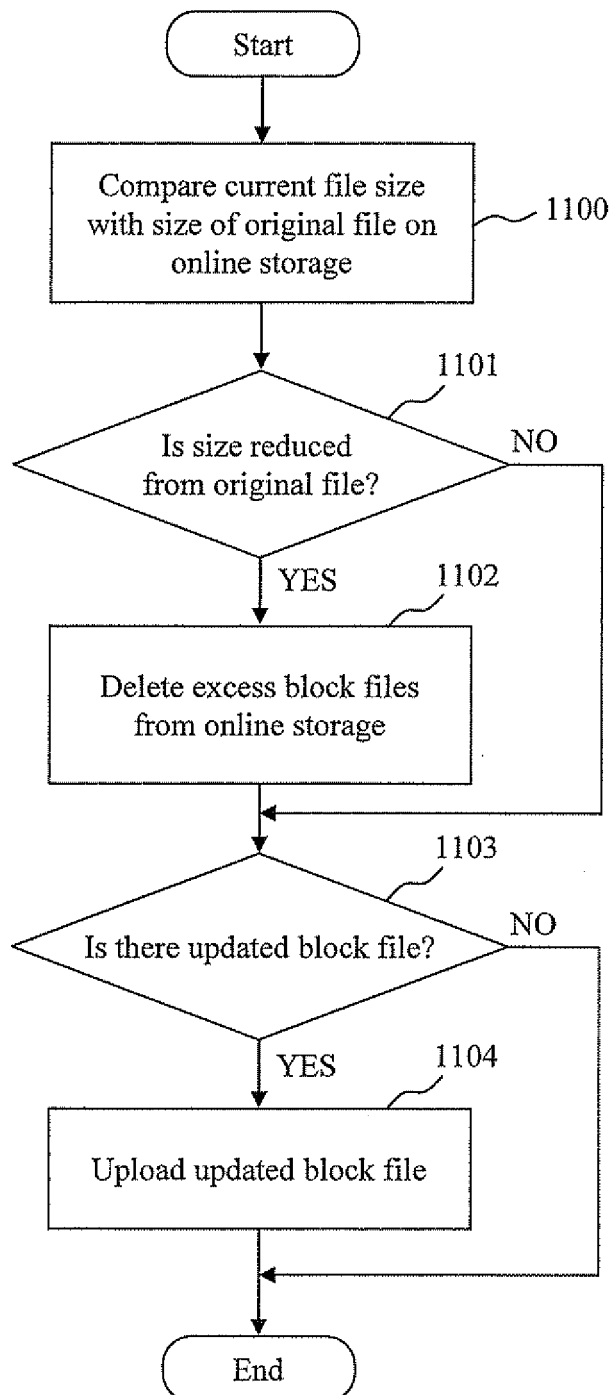 Start
Compare current file size
with size of original file on
online storage
1100
1101
Is size reduced
from original file?
NO
YES
1102
Delete excess block files
from online storage
1103
Is there updated block file?
NO
YES
1104
Upload updated block file
End